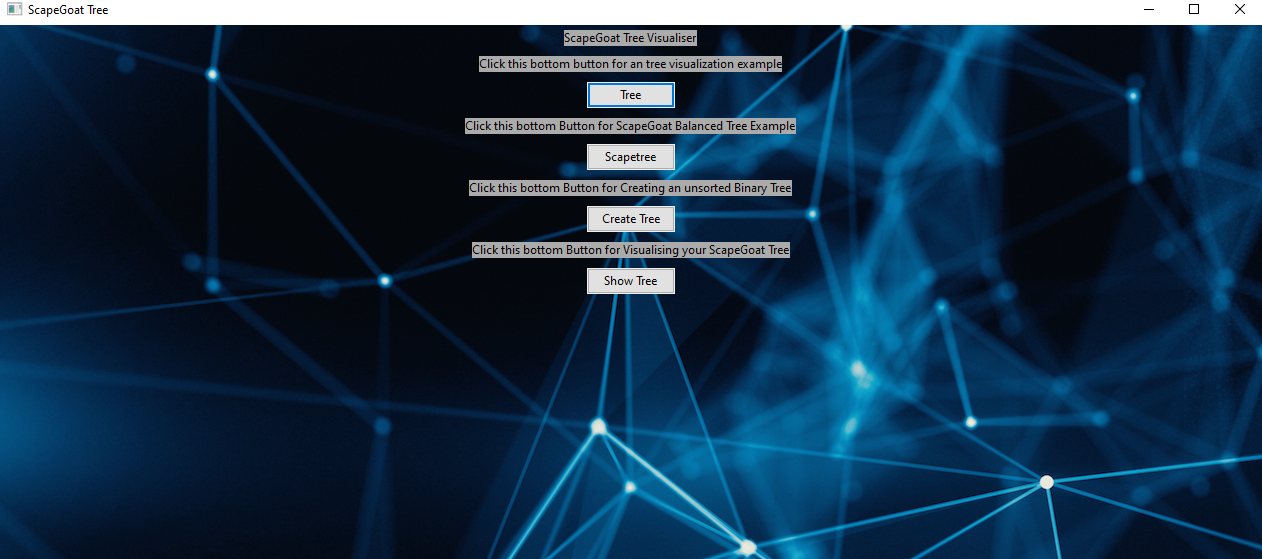 ScapeGoat Tree
ScapeGoat Tree Visualiser
Click this bottom button for an tree visualization example
Tree
Click this bottom Button for ScapeGoat Balanced Tree Example
Scapetree
Click this bottom Button for Creating an unsorted Binary Tree
Create Tree
Click this bottom Button for Visualising your ScapeGoat Tree
Show Tree